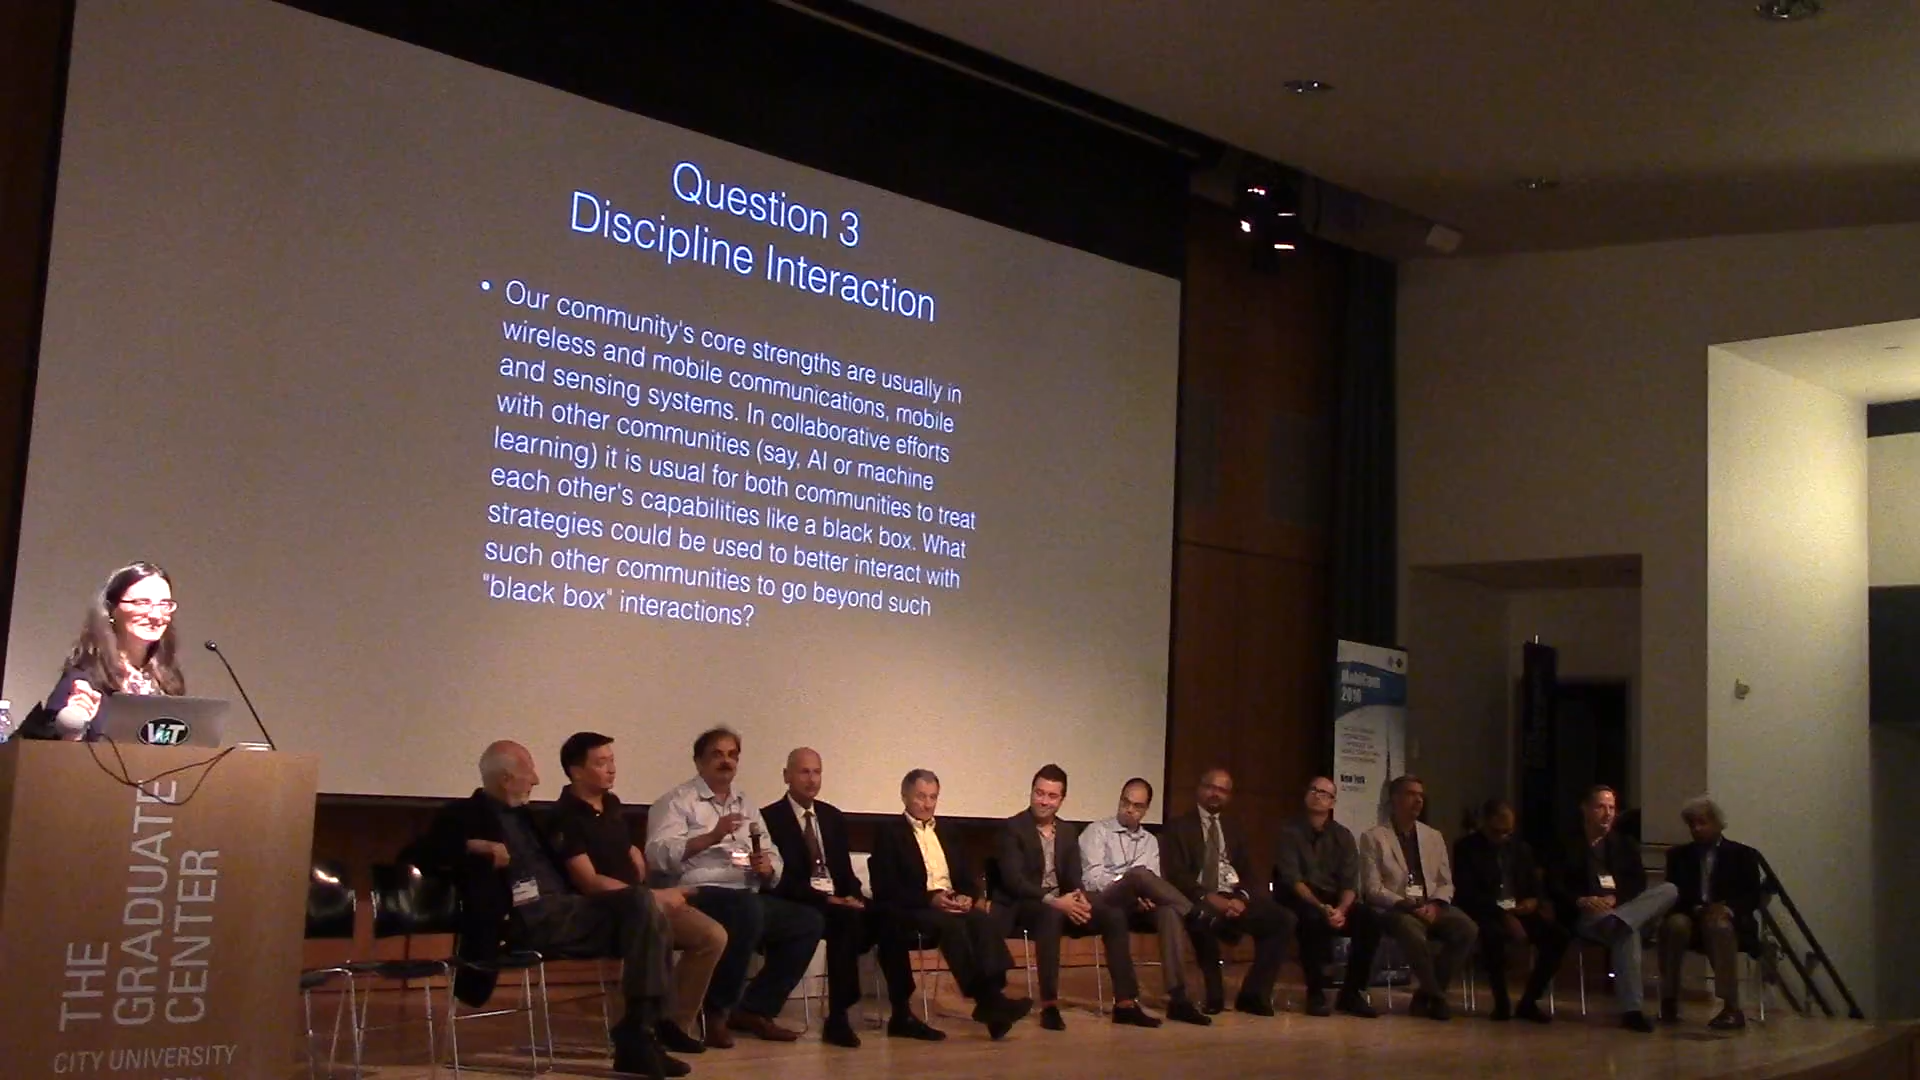 Question 3
Discipline Interaction
• Our community's core strengths are usually in
wireless and mobile communications, mobile
and sensing systems. In collaborative efforts
with other communities (say, AI or machine
learning) it is usual for both communities to treat
each other's capabilities like a black box. What
strategies could be used to better interact with
such other communities to go beyond such
"black box" interactions?
THE
GRADUATE
CENTER
CITY UNIVERSITY
MobiCom
New York